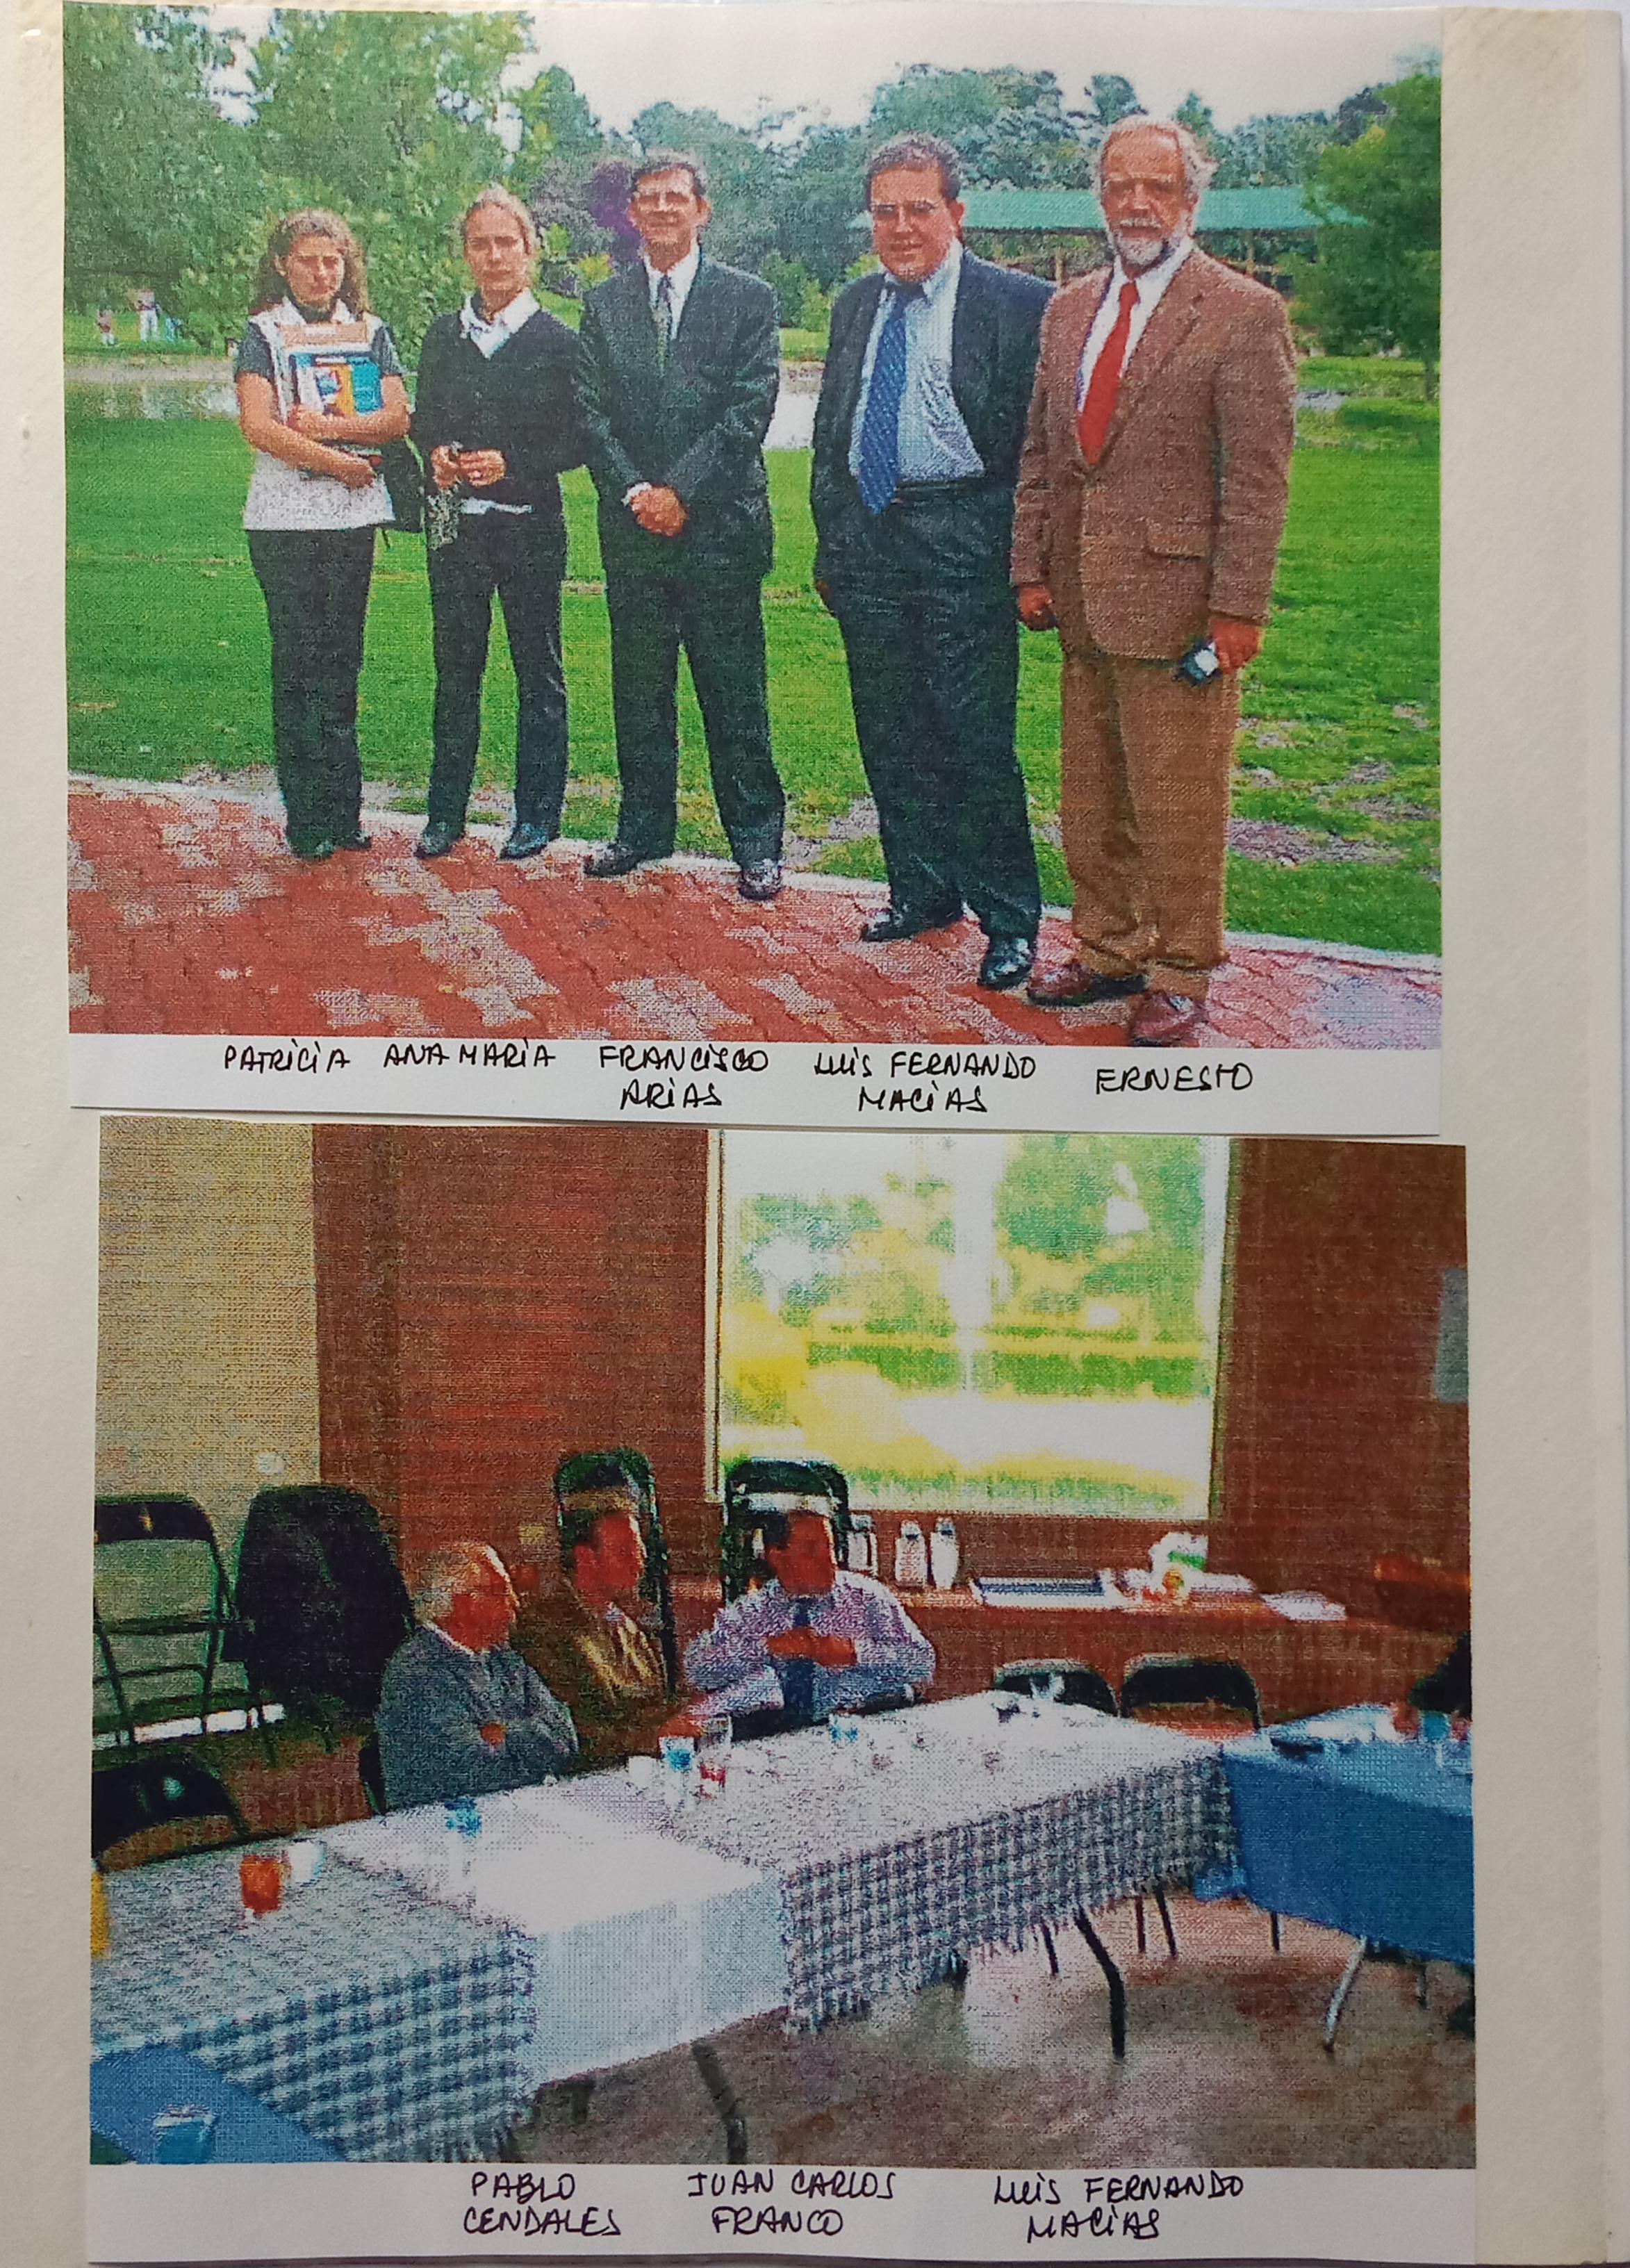 PATRICIA ANA MARIA FRANCISCO LUIS FERNANDO ERNESTO
ARIAS MACIAS
PABLO JUAN CARLOS LUIS FERNANDO
CENDALES FRANCO MACIAS